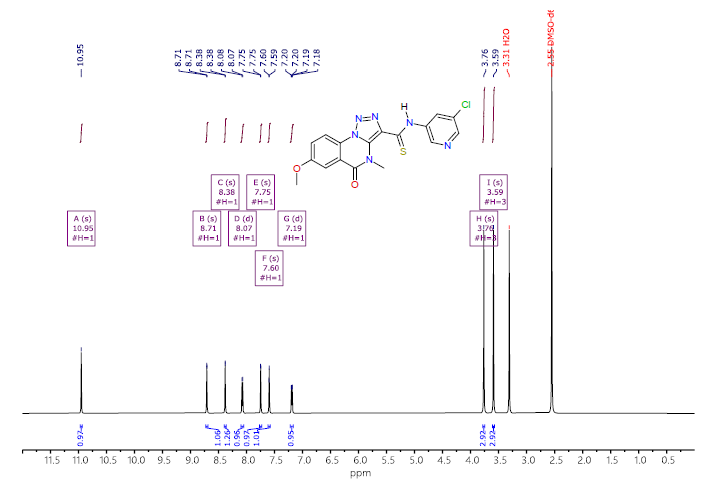 10.95
8.71
8.71
8.38
8.38
8.08
8.07
7.75
7.75
7.60
7.59
7.20
7.20
7.19
7.18
3.76
3.59
3.31 H2O
2.55 DMSO-d6
N N
N
N
O
O
S
H
N
Cl
N
C (s)
8.38
#H=1
E (s)
7.75
#H=1
I (s)
3.59
#H=3
A (s)
10.95
#H=1
B (s)
8.71
#H=1
D (d)
8.07
#H=1
G (d)
7.19
#H=1
H (s)
3.76
#H=3
F (s)
7.60
#H=1
0.97
1.06
1.26
0.96
0.97
1.01
0.95
2.92
2.92
11.5 11.0 10.5 10.0 9.5 9.0 8.5 8.0 7.5 7.0 6.5 6.0 5.5 5.0 4.5 4.0 3.5 3.0 2.5 2.0 1.5 1.0 0.5
ppm